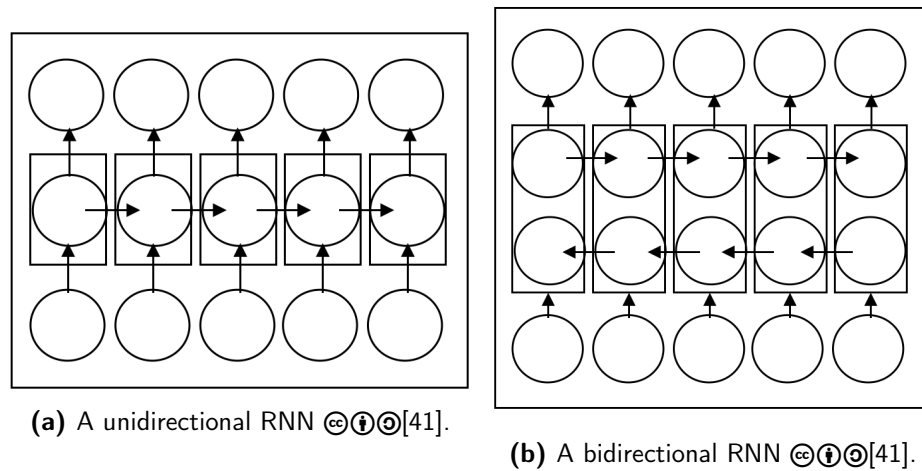 (a) A unidirectional RNN 🅭🅯🄎[41].
(b) A bidirectional RNN 🅭🅯🄎[41].